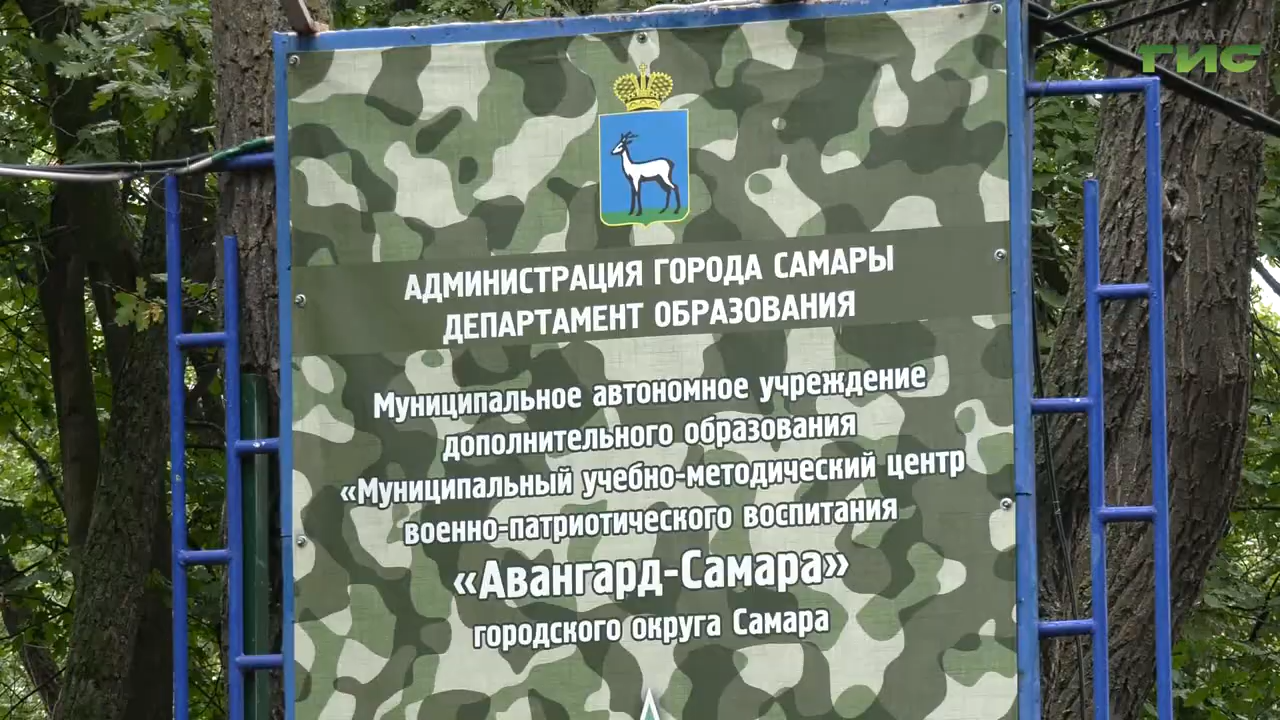 САМАРА
ГИС
АДМИНИСТРАЦИЯ ГОРОДА САМАРЫ
ДЕПАРТАМЕНТ ОБРАЗОВАНИЯ
Муниципальное автономное учреждение
дополнительного образования
«Муниципальный учебно-методический центр
военно-патриотического воспитания
«Авангард-Самара»
городского округа Самара